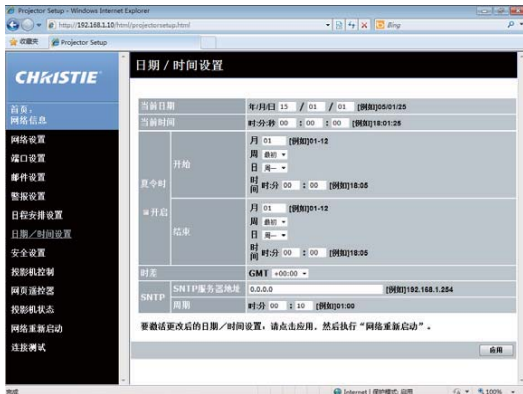 Projector Setup - Windows Internet Explorer
http://192.168.1.10/html/projectorsetup.html
Bing
收藏夹 Projector Setup
CHRISTIE
首页:
网络信息
网络设置
端口设置
邮件设置
警报设置
日程安排设置
日期/时间设置
安全设置
投影机控制
网页遥控器
投影机状态
网络重新启动
连接测试
日期 / 时间设置
当前日期 年/月/日 15 / 01 / 01 [例如]05/01/25
当前时间 时:分:秒 00 : 00 : 00 [例如]18:01:25
夏令时
开启
开始
月 01 [例如]01-12
周 最初
日 周一
时间 时:分 00 : 00 [例如]18:05
结束
月 01 [例如]01-12
周 最初
日 周一
时间 时:分 00 : 00 [例如]18:05
时差 GMT +00:00
SNTP
SNTP服务器地址 0.0.0.0 [例如]192.168.1.254
周期 时:分 00 : 10 [例如]01:00
要激活更改后的日期/时间设置，请点击应用。然后执行“网络重新启动”。
应用
完成
Internet | 保护模式: 启用
100%